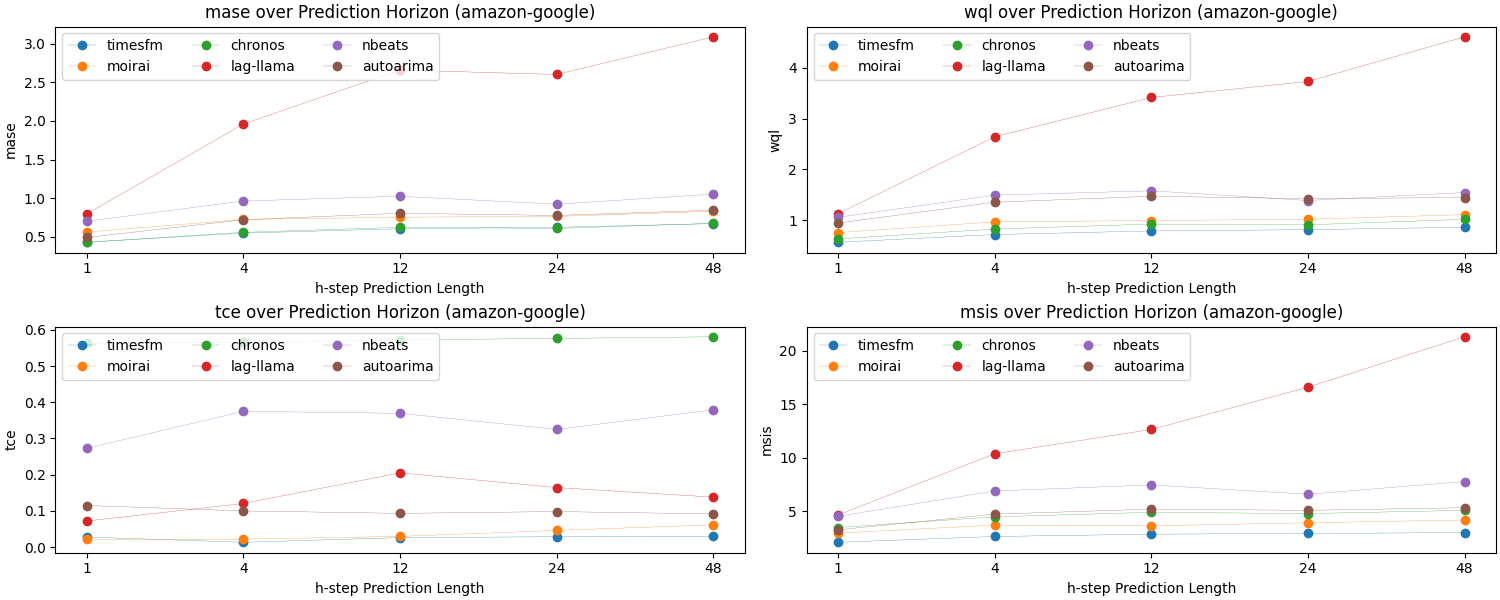 mase over Prediction Horizon (amazon-google)
timesfm chronos nbeats
moirai lag-llama autoarima
mase
3.0
2.5
2.0
1.5
1.0
0.5
1 4 12 24 48
h-step Prediction Length
wql over Prediction Horizon (amazon-google)
timesfm chronos nbeats
moirai lag-llama autoarima
wql
4
3
2
1
1 4 12 24 48
h-step Prediction Length
tce over Prediction Horizon (amazon-google)
timesfm chronos nbeats
moirai lag-llama autoarima
tce
0.6
0.5
0.4
0.3
0.2
0.1
0.0
1 4 12 24 48
h-step Prediction Length
msis over Prediction Horizon (amazon-google)
timesfm chronos nbeats
moirai lag-llama autoarima
msis
20
15
10
5
1 4 12 24 48
h-step Prediction Length